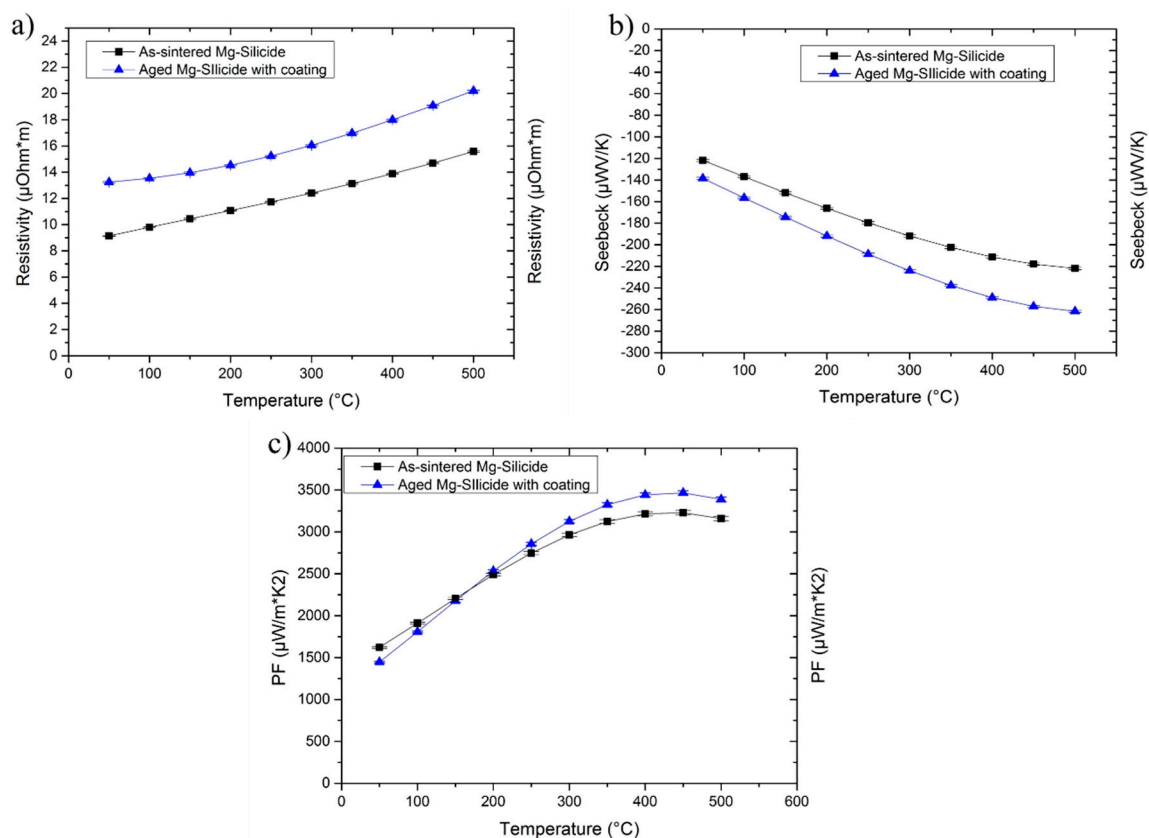 a)
As-sintered Mg-Silicide
Aged Mg-SIlicide with coating
Resistivity (µOhm*m)
24
22
20
18
16
14
12
10
8
6
4
2
0
0 100 200 300 400 500
Temperature (°C)
Resistivity (µOhm*m)
b)
As-sintered Mg-Silicide
Aged Mg-SIlicide with coating
Seebeck (µWV/K)
0
-20
-40
-60
-80
-100
-120
-140
-160
-180
-200
-220
-240
-260
-280
-300
0 100 200 300 400 500
Temperature (°C)
Seebeck (µWV/K)
c)
As-sintered Mg-Silicide
Aged Mg-SIlicide with coating
PF (µW/m*K2)
4000
3500
3000
2500
2000
1500
1000
500
0
0 100 200 300 400 500 600
Temperature (°C)
PF (µW/m*K2)